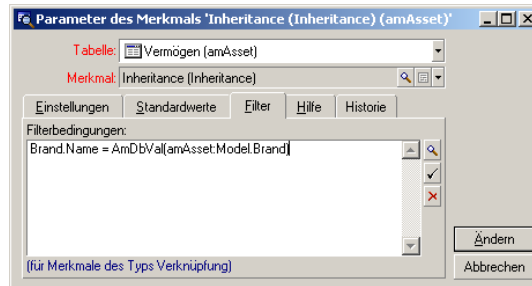 Parameter des Merkmals 'Inheritance (Inheritance) (amAsset)'
Tabelle: Vermögen (amAsset)
Merkmal: Inheritance (Inheritance)
Einstellungen Standardwerte Filter Hilfe Historie
Filterbedingungen:
Brand.Name = AmDbVal(amAsset:Model.Brand)
(für Merkmale des Typs Verknüpfung)
Ändern
Abbrechen